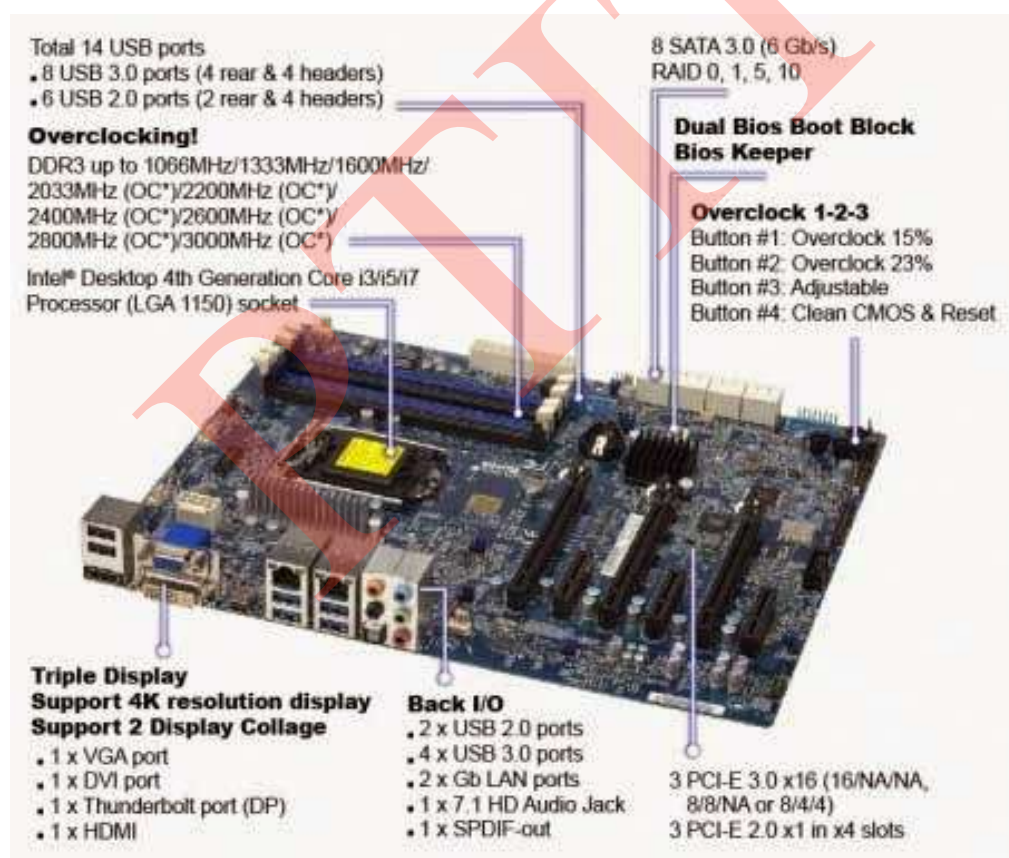 Total 14 USB ports
. 8 USB 3.0 ports (4 rear & 4 headers)
. 6 USB 2.0 ports (2 rear & 4 headers)
Overclocking!
DDR3 up to 1066MHz/1333MHz/1600MHz/
2033MHz (OC*)/2200MHz (OC*)/
2400MHz (OC*)/2600MHz (OC*)/
2800MHz (OC*)/3000MHz (OC*)
Intel® Desktop 4th Generation Core i3/i5/i7
Processor (LGA 1150) socket
8 SATA 3.0 (6 Gb/s)
RAID 0, 1, 5, 10
Dual Bios Boot Block
Bios Keeper
Overclock 1-2-3
Button #1: Overclock 15%
Button #2: Overclock 23%
Button #3: Adjustable
Button #4: Clean CMOS & Reset
Triple Display
Support 4K resolution display
Support 2 Display Collage
. 1 x VGA port
. 1 x DVI port
. 1 x Thunderbolt port (DP)
. 1 x HDMI
Back I/O
. 2 x USB 2.0 ports
. 4 x USB 3.0 ports
. 2 x Gb LAN ports
. 1 x 7.1 HD Audio Jack
. 1 x SPDIF-out
3 PCI-E 3.0 x16 (16/NA/NA,
8/8/NA or 8/4/4)
3 PCI-E 2.0 x1 in x4 slots